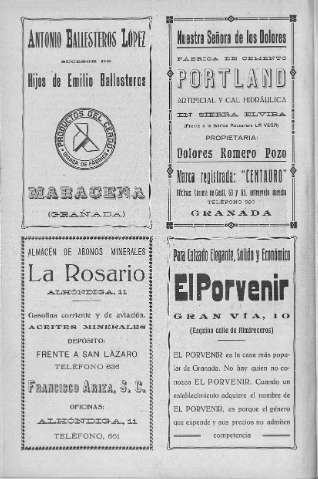 ANTONIO BALLESTEROS LÓPEZ
SUCESOR DE
Hijos de Emilio Ballesteros
PRODUCTOS DEL CERDO
MARACENA
(GRANADA)
Nuestra Señora de los Dolores
FÁBRICA DE CEMENTO
PORTLAND
ARTIFICIAL Y CAL HIDRÁULICA
EN SIERRA ELVIRA
PROPIETARIA:
Dolores Romero Pozo
Marca registrada: "CENTAURO"
TELÉFONO
GRANADA
ALMACÉN DE ABONOS MINERALES
La Rosario
ALHÓNDIGA, 11
Gasolina corriente y de aviación.
ACEITES MINERALES
DEPÓSITO:
FRENTE A SAN LÁZARO
TELÉFONO 636
FRANCISCO ARIZA, S. C.
OFICINAS:
ALHÓNDIGA, 11
TELÉFONO, 661
Para Calzado Elegante, Sólido y Económico
El Porvenir
GRAN VÍA, 10
(Esquina calle de Almireceros)
EL PORVENIR es la casa más popu-
lar de Granada. No hay quien no co-
nozca EL PORVENIR. Cuando un
establecimiento adquiere el nombre de
EL PORVENIR, es porque el género
que expende y sus precios no admiten
competencia